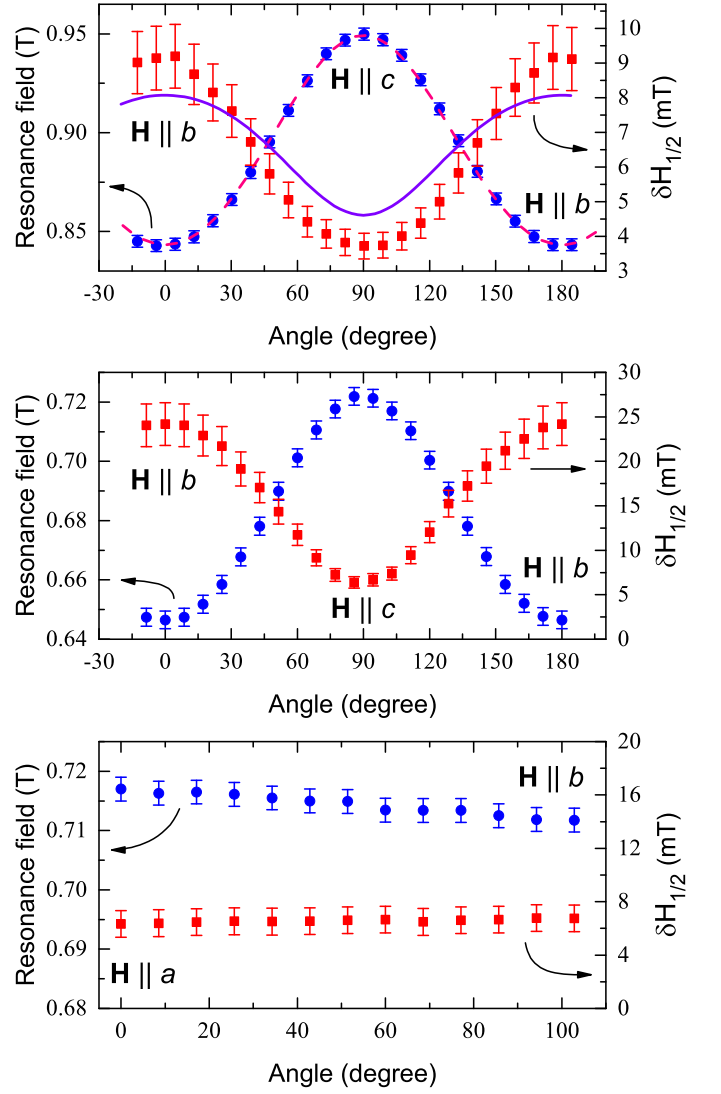 Resonance field (T)
0.95
0.90
0.85
H || c
H || b
H || b
10
9
8
7
6
5
4
3
δH1/2 (mT)
-30 0 30 60 90 120 150 180
Angle (degree)
Resonance field (T)
0.72
0.70
0.68
0.66
0.64
H || b
H || c
H || b
30
25
20
15
10
5
0
δH1/2 (mT)
-30 0 30 60 90 120 150 180
Angle (degree)
Resonance field (T)
0.72
0.71
0.70
0.69
0.68
H || b
H || a
20
16
12
8
4
0
δH1/2 (mT)
0 20 40 60 80 100
Angle (degree)